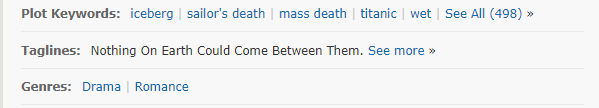 Plot Keywords: iceberg | sailor's death | mass death | titanic | wet | See All (498) »
Taglines: Nothing On Earth Could Come Between Them. See more »
Genres: Drama | Romance